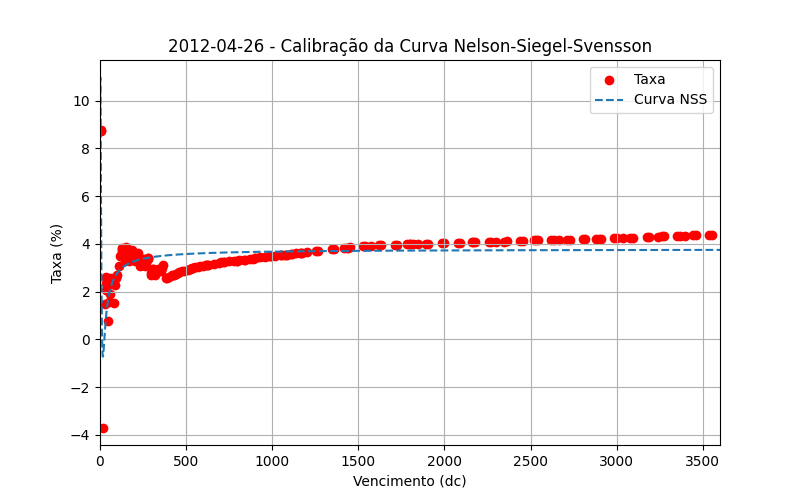 2012-04-26 - Calibração da Curva Nelson-Siegel-Svensson
Taxa
Curva NSS
Taxa (%)
10
8
6
4
2
0
−2
−4
0 500 1000 1500 2000 2500 3000 3500
Vencimento (dc)